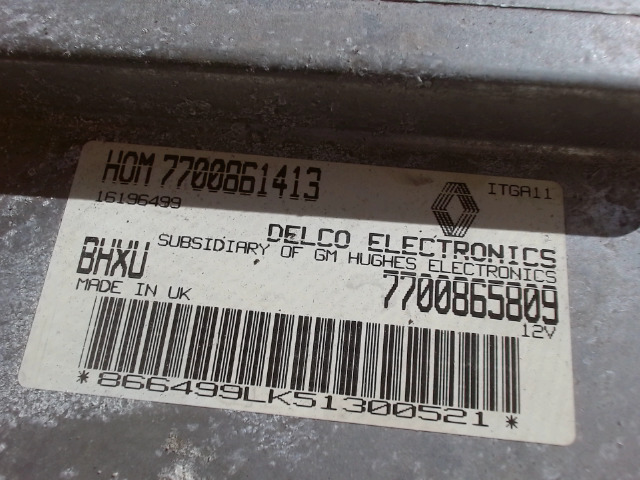 HOM 7700861413
16196499
ITGA11
DELCO ELECTRONICS
SUBSIDIARY OF GM HUGHES ELECTRONICS
BHXU
7700865809
MADE IN UK
12V
*866499LK51300521*